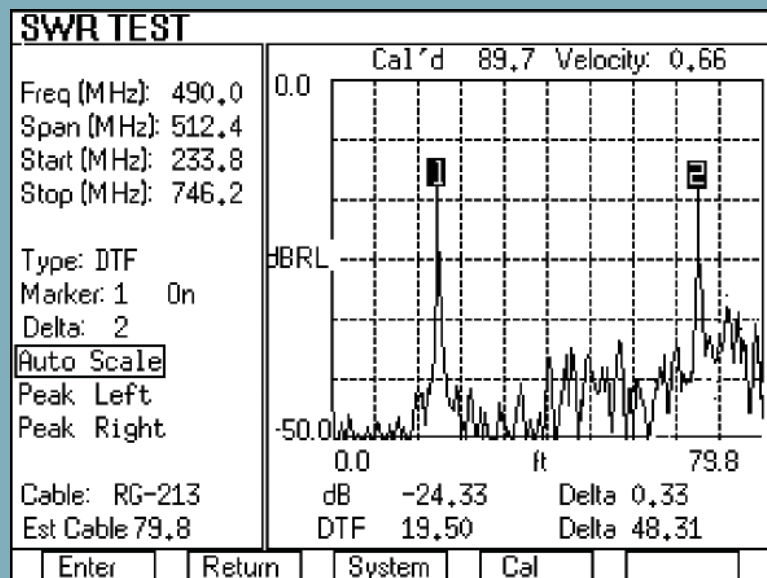 SWR TEST
Cal'd 89.7 Velocity: 0.66
Freq (MHz): 490.0
Span (MHz): 512.4
Start (MHz): 233.8
Stop (MHz): 746.2
Type: DTF
Marker: 1 On
Delta: 2
Auto Scale
Peak Left
Peak Right
Cable: RG-213
Est Cable 79.8
0.0
1
2
dBRL
-50.0
0.0 ft 79.8
dB -24.33 Delta 0.33
DTF 19.50 Delta 48.31
Enter Return System Cal